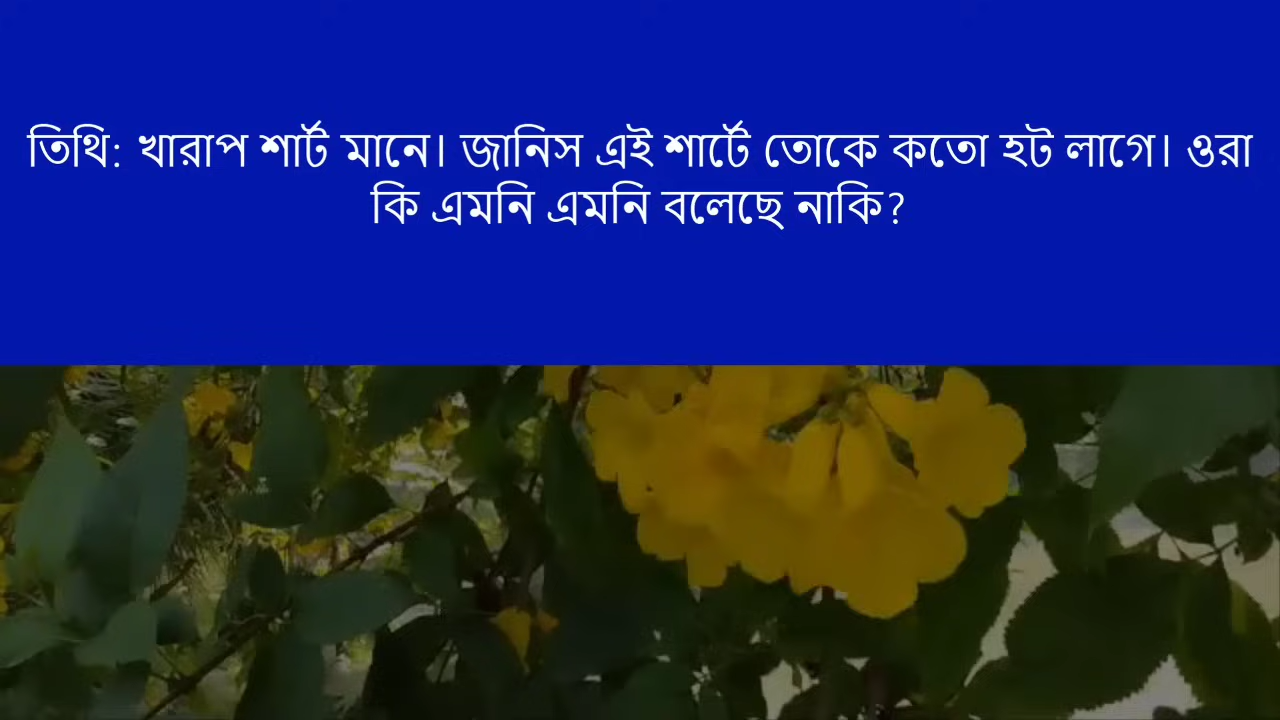 তিথি: খারাপ শার্ট মানে। জানিস এই শার্টে তোকে কতো হট লাগে। ওরা
কি এমনি এমনি বলেছে নাকি?